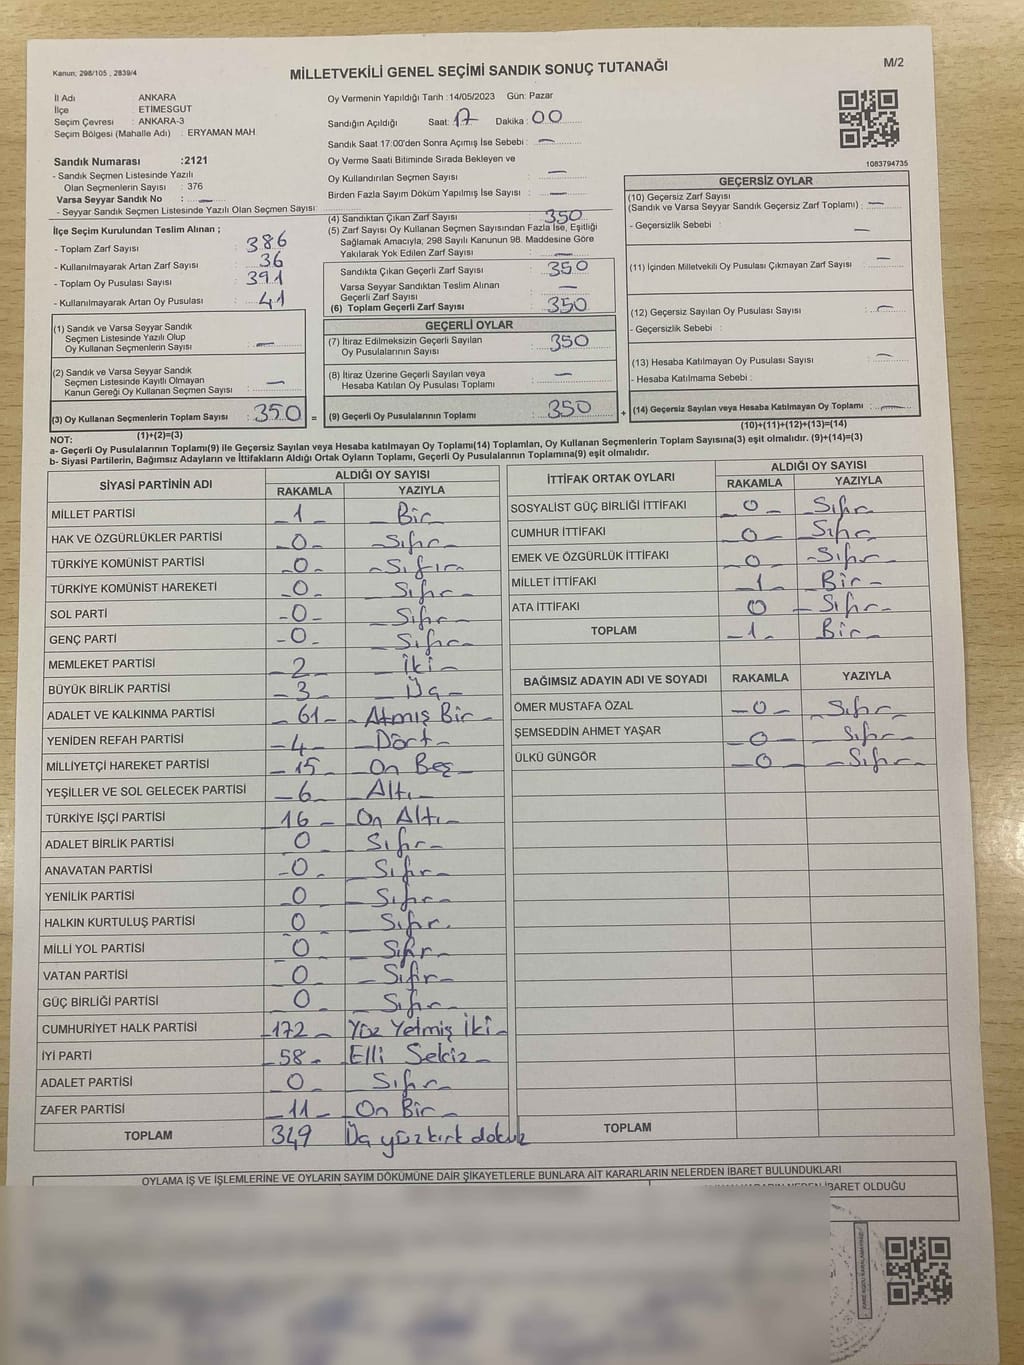 Kanun; 298/105 , 2839/4
MİLLETVEKİLİ GENEL SEÇİMİ SANDIK SONUÇ TUTANAĞI
M/2
İl Adı : ANKARA
İlçe : ETİMESGUT
Seçim Çevresi : ANKARA-3
Seçim Bölgesi (Mahalle Adı) : ERYAMAN MAH
Sandık Numarası :2121
- Sandık Seçmen Listesinde Yazılı
Olan Seçmenlerin Sayısı : 376
Varsa Seyyar Sandık No : —
- Seyyar Sandık Seçmen Listesinde Yazılı Olan Seçmen Sayısı:
İlçe Seçim Kurulundan Teslim Alınan ;
- Toplam Zarf Sayısı : 386
- Kullanılmayarak Artan Zarf Sayısı : 36
- Toplam Oy Pusulası Sayısı : 391
- Kullanılmayarak Artan Oy Pusulası : 41
(1) Sandık ve Varsa Seyyar Sandık
Seçmen Listesinde Yazılı Olup
Oy Kullanan Seçmenlerin Sayısı : —
(2) Sandık ve Varsa Seyyar Sandık
Seçmen Listesinde Kayıtlı Olmayan
Kanun Gereği Oy Kullanan Seçmen Sayısı : —
(3) Oy Kullanan Seçmenlerin Toplam Sayısı : 350 =
(1)+(2)=(3)
Oy Vermenin Yapıldığı Tarih :14/05/2023 Gün: Pazar
Sandığın Açıldığı Saat: 17 Dakika : 00
Sandık Saat 17:00'den Sonra Açımış İse Sebebi : —
Oy Verme Saati Bitiminde Sırada Bekleyen ve
Oy Kullandırılan Seçmen Sayısı : —
Birden Fazla Sayım Döküm Yapılmış İse Sayısı : —
(4) Sandıktan Çıkan Zarf Sayısı : 350
(5) Zarf Sayısı Oy Kullanan Seçmen Sayısından Fazla İse, Eşitliği
Sağlamak Amacıyla; 298 Sayılı Kanunun 98. Maddesine Göre
Yakılarak Yok Edilen Zarf Sayısı : —
Sandıkta Çıkan Geçerli Zarf Sayısı : 350
Varsa Seyyar Sandıktan Teslim Alınan
Geçerli Zarf Sayısı : —
(6) Toplam Geçerli Zarf Sayısı : 350
GEÇERLİ OYLAR
(7) İtiraz Edilmeksizin Geçerli Sayılan
Oy Pusulalarının Sayısı : 350
(8) İtiraz Üzerine Geçerli Sayılan veya
Hesaba Katılan Oy Pusulası Toplamı : —
(9) Geçerli Oy Pusulalarının Toplamı : 350 +
1083794735
GEÇERSİZ OYLAR
(10) Geçersiz Zarf Sayısı
(Sandık ve Varsa Seyyar Sandık Geçersiz Zarf Toplamı) : —
- Geçersizlik Sebebi : —
(11) İçinden Milletvekili Oy Pusulası Çıkmayan Zarf Sayısı : —
(12) Geçersiz Sayılan Oy Pusulası Sayısı : —
- Geçersizlik Sebebi :
(13) Hesaba Katılmayan Oy Pusulası Sayısı : —
- Hesaba Katılmama Sebebi :
(14) Geçersiz Sayılan veya Hesaba Katılmayan Oy Toplamı : —
(10)+(11)+(12)+(13)=(14)
NOT:
a- Geçerli Oy Pusulalarının Toplamı(9) ile Geçersiz Sayılan veya Hesaba katılmayan Oy Toplamı(14) Toplamları, Oy Kullanan Seçmenlerin Toplam Sayısına(3) eşit olmalıdır. (9)+(14)=(3)
b- Siyasi Partilerin, Bağımsız Adayların ve İttifakların Aldığı Ortak Oyların Toplamı, Geçerli Oy Pusulalarının Toplamına(9) eşit olmalıdır.
SİYASİ PARTİNİN ADI ALDIĞI OY SAYISI
RAKAMLA YAZIYLA
MİLLET PARTİSİ —1— — Bir
HAK VE ÖZGÜRLÜKLER PARTİSİ —0— —Sıfır—
TÜRKİYE KOMÜNİST PARTİSİ —0— —Sıfır
TÜRKİYE KOMÜNİST HAREKETİ —0— —Sıfır—
SOL PARTİ —0— —Sıfır—
GENÇ PARTİ —0— —Sıfır—
MEMLEKET PARTİSİ —2— —İki—
BÜYÜK BİRLİK PARTİSİ —3— —Üç—
ADALET VE KALKINMA PARTİSİ —61— —Atmış Bir—
YENİDEN REFAH PARTİSİ —4— —Dört—
MİLLİYETÇİ HAREKET PARTİSİ —15— —On Beş—
YEŞİLLER VE SOL GELECEK PARTİSİ —6— —Altı—
TÜRKİYE İŞÇİ PARTİSİ 16— —On Altı—
ADALET BİRLİK PARTİSİ 0 —Sıfır—
ANAVATAN PARTİSİ —0— —Sıfır—
YENİLİK PARTİSİ —0 —Sıfır—
HALKIN KURTULUŞ PARTİSİ 0 —Sıfır.
MİLLİ YOL PARTİSİ 0 —Sıfır—
VATAN PARTİSİ 0 —Sıfır—
GÜÇ BİRLİĞİ PARTİSİ 0 —Sıfır—
CUMHURİYET HALK PARTİSİ —172— Yüz Yetmiş İki—
İYİ PARTİ —58— —Elli Sekiz—
ADALET PARTİSİ —0— —Sıfır—
ZAFER PARTİSİ —11— —On Bir—
TOPLAM 349 Üç yüz kırk dokuz
İTTİFAK ORTAK OYLARI ALDIĞI OY SAYISI
RAKAMLA YAZIYLA
SOSYALİST GÜÇ BİRLİĞİ İTTİFAKI —0— —Sıfır
CUMHUR İTTİFAKI —0— —Sıfır—
EMEK VE ÖZGÜRLÜK İTTİFAKI —0— —Sıfır—
MİLLET İTTİFAKI —1— —Bir—
ATA İTTİFAKI 0 —Sıfır—
TOPLAM —1— Bir—
BAĞIMSIZ ADAYIN ADI VE SOYADI RAKAMLA YAZIYLA
ÖMER MUSTAFA ÖZAL —0— —Sıfır—
ŞEMSEDDİN AHMET YAŞAR —0— —Sıfır—
ÜLKÜ GÜNGÖR —0— —Sıfır—
TOPLAM
OYLAMA İŞ VE İŞLEMLERİNE VE OYLARIN SAYIM DÖKÜMÜNE DAİR ŞİKAYETLERLE BUNLARA AİT KARARLARIN NELERDEN İBARET BULUNDUKLARI
İBARET OLDUĞU